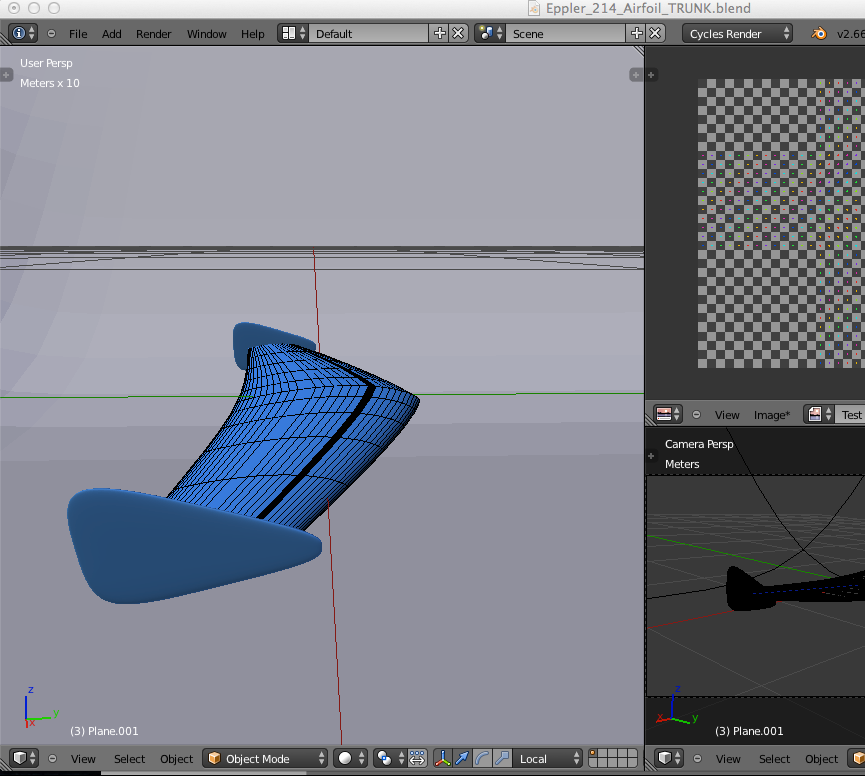 Eppler_214_Airfoil_TRUNK.blend
File Add Render Window Help Default Scene Cycles Render v2.66
User Persp
Meters x 10
View Image* Test
Camera Persp
Meters
z
y
x
(3) Plane.001
z
x
y
(3) Plane.001
View Select Object Object Mode Local View Select Object